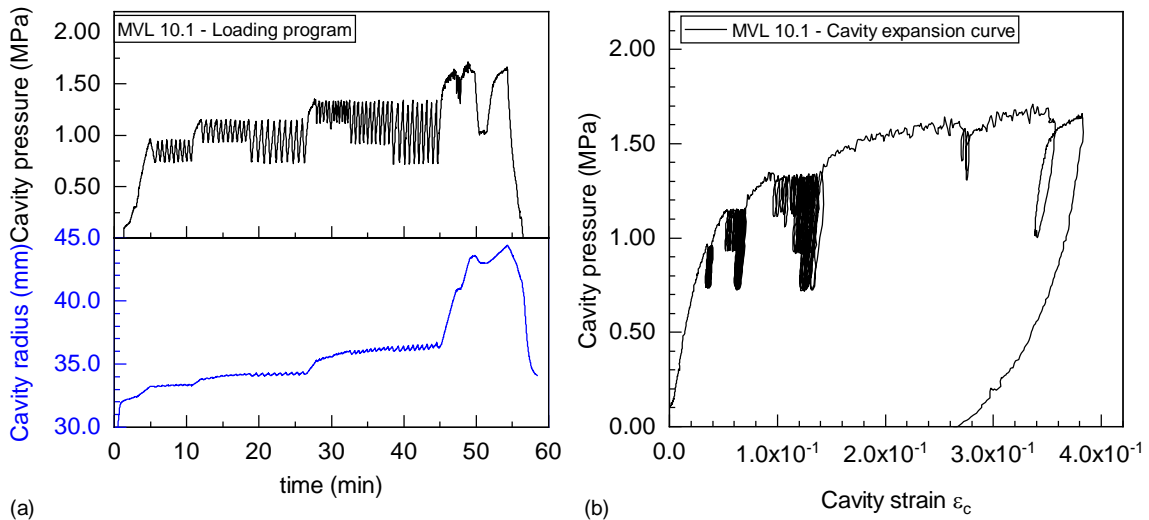 MVL 10.1 - Loading program
Cavity pressure (MPa)
2.00
1.50
1.00
0.50
45.0
Cavity radius (mm)
40.0
35.0
30.0
0 10 20 30 40 50 60
time (min)
(a)
MVL 10.1 - Cavity expansion curve
Cavity pressure (MPa)
2.00
1.50
1.00
0.50
0.00
0.0 1.0x10⁻¹ 2.0x10⁻¹ 3.0x10⁻¹ 4.0x10⁻¹
Cavity strain ε_c
(b)